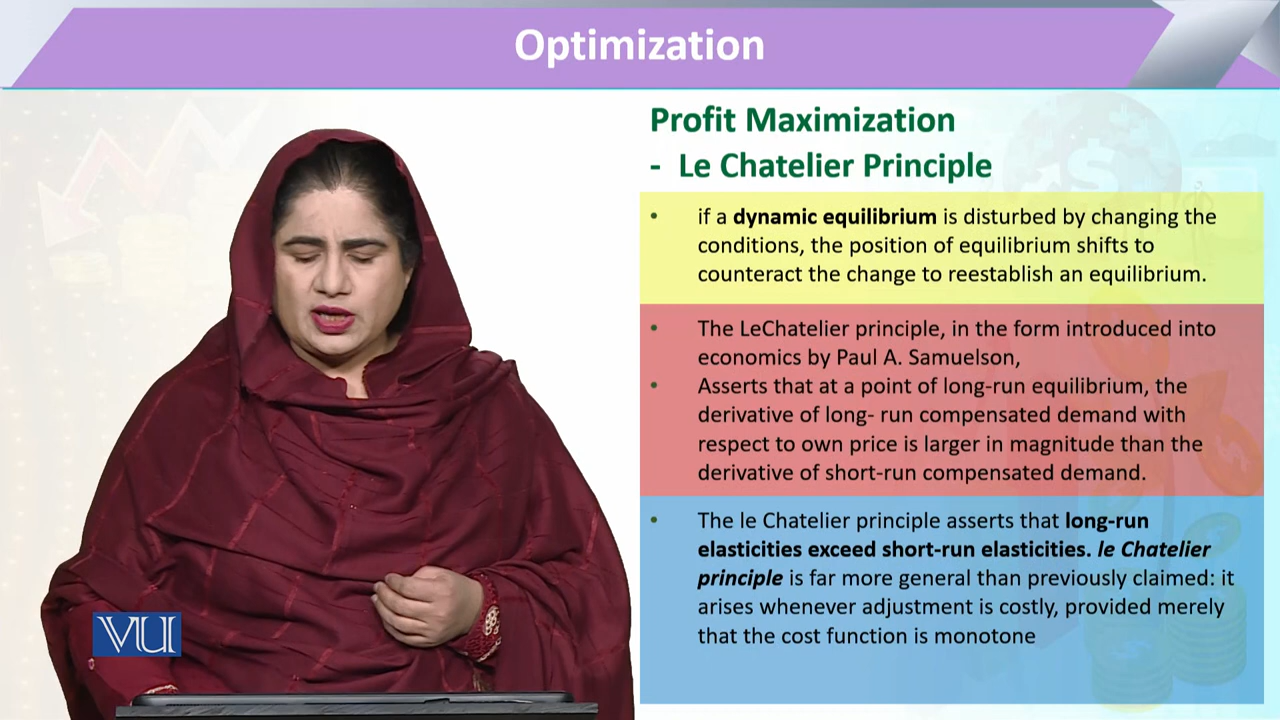 Optimization
Profit Maximization
- Le Chatelier Principle
• if a dynamic equilibrium is disturbed by changing the
conditions, the position of equilibrium shifts to
counteract the change to reestablish an equilibrium.
• The LeChatelier principle, in the form introduced into
economics by Paul A. Samuelson,
• Asserts that at a point of long-run equilibrium, the
derivative of long- run compensated demand with
respect to own price is larger in magnitude than the
derivative of short-run compensated demand.
• The le Chatelier principle asserts that long-run
elasticities exceed short-run elasticities. le Chatelier
principle is far more general than previously claimed: it
arises whenever adjustment is costly, provided merely
that the cost function is monotone
VU